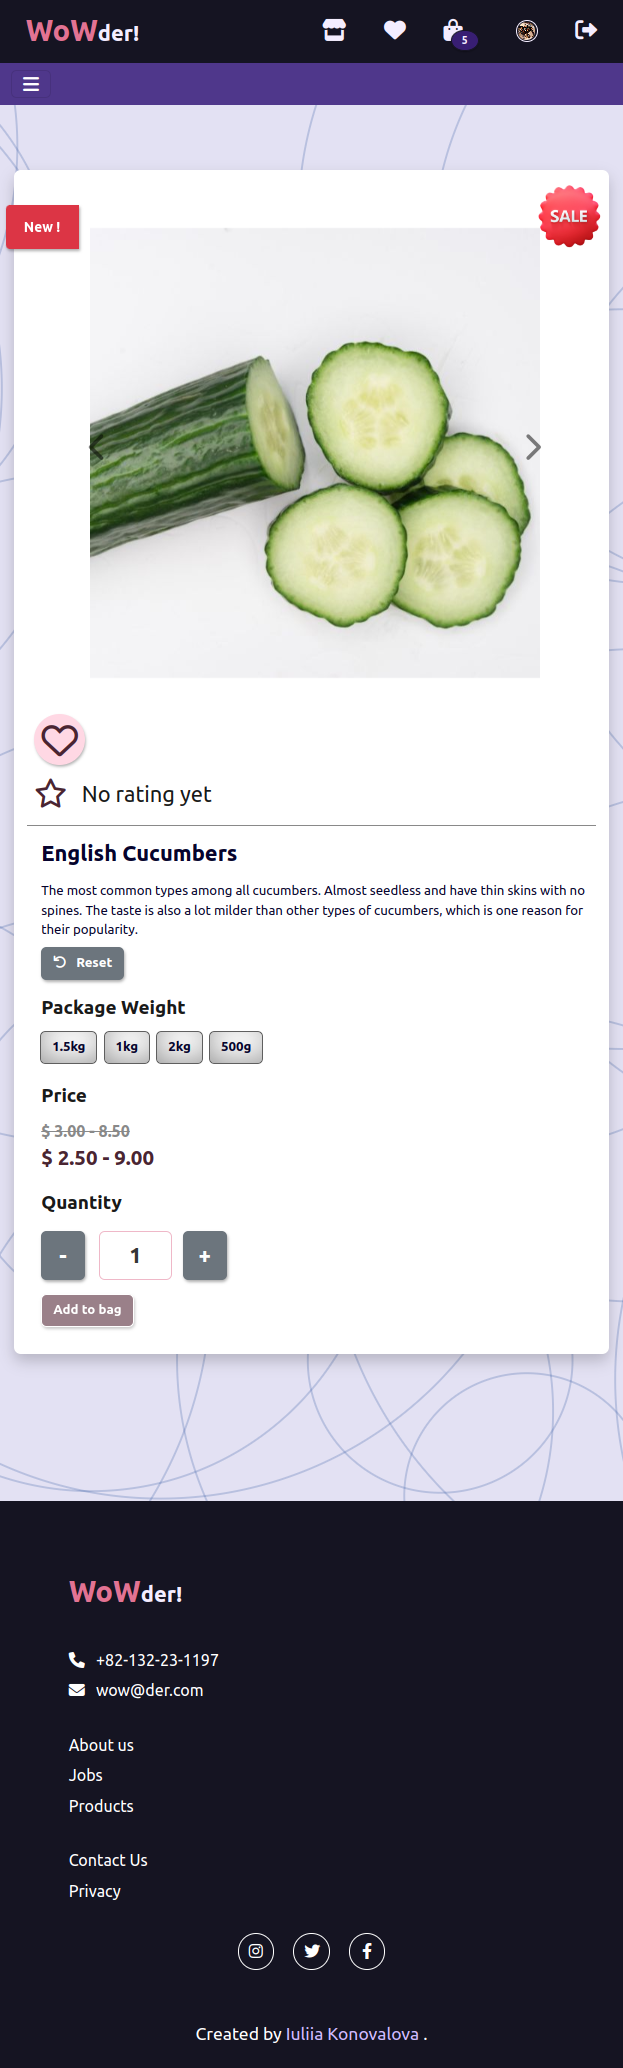 WoWder!
5
New !
SALE
No rating yet
English Cucumbers
The most common types among all cucumbers. Almost seedless and have thin skins with no
spines. The taste is also a lot milder than other types of cucumbers, which is one reason for
their popularity.
Reset
Package Weight
1.5kg 1kg 2kg 500g
Price
$ 3.00 - 8.50
$ 2.50 - 9.00
Quantity
- 1 +
Add to bag
WoWder!
+82-132-23-1197
wow@der.com
About us
Jobs
Products
Contact Us
Privacy
Created by Iuliia Konovalova .